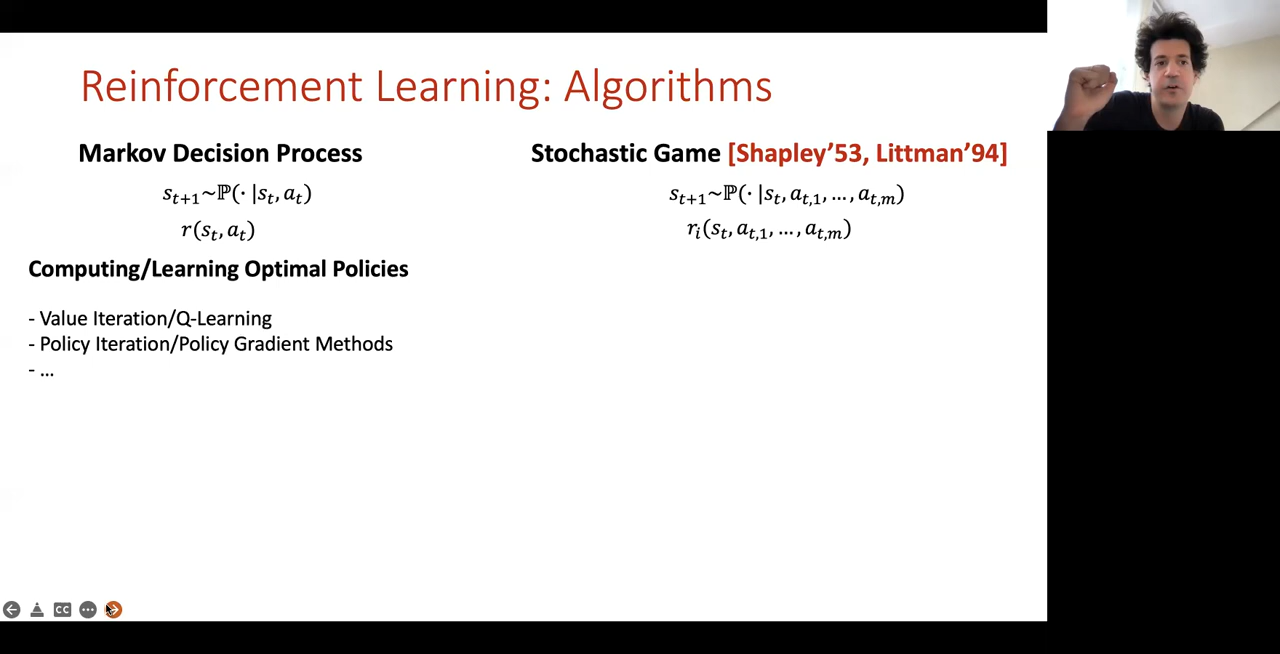 Reinforcement Learning: Algorithms
Markov Decision Process
s_{t+1}~ℙ(· |s_t, a_t)
r(s_t, a_t)
Stochastic Game [Shapley'53, Littman'94]
s_{t+1}~ℙ(· |s_t, a_{t,1}, …, a_{t,m})
r_i(s_t, a_{t,1}, …, a_{t,m})
Computing/Learning Optimal Policies
- Value Iteration/Q-Learning
- Policy Iteration/Policy Gradient Methods
- …
CC